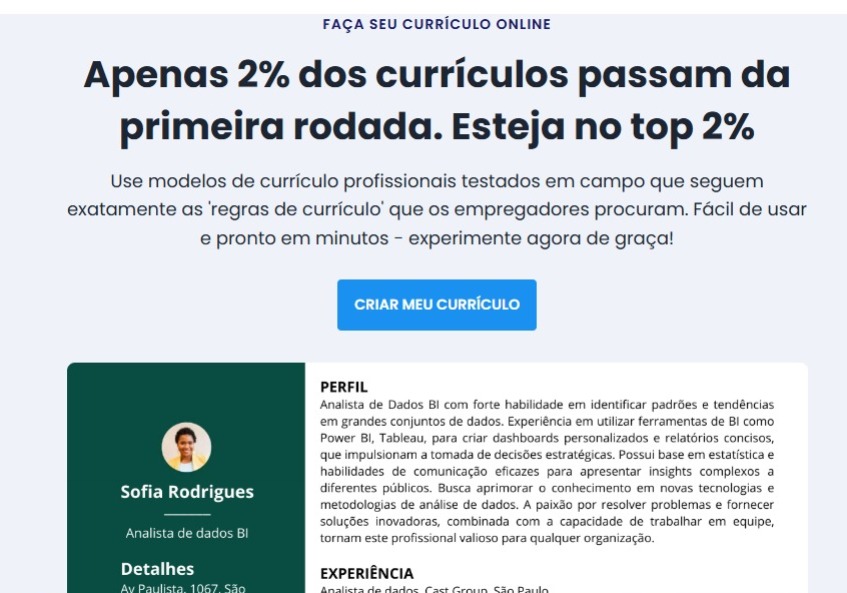 FAÇA SEU CURRÍCULO ONLINE
Apenas 2% dos currículos passam da
primeira rodada. Esteja no top 2%
Use modelos de currículo profissionais testados em campo que seguem
exatamente as 'regras de currículo' que os empregadores procuram. Fácil de usar
e pronto em minutos – experimente agora de graça!
CRIAR MEU CURRÍCULO
Sofia Rodrigues
Analista de dados BI
Detalhes
Av Paulista, 1067, São
PERFIL
Analista de Dados BI com forte habilidade em identificar padrões e tendências
em grandes conjuntos de dados. Experiência em utilizar ferramentas de BI como
Power BI, Tableau, para criar dashboards personalizados e relatórios concisos,
que impulsionam a tomada de decisões estratégicas. Possui base em estatística e
habilidades de comunicação eficazes para apresentar insights complexos a
diferentes públicos. Busca aprimorar o conhecimento em novas tecnologias e
metodologias de análise de dados. A paixão por resolver problemas e fornecer
soluções inovadoras, combinada com a capacidade de trabalhar em equipe,
tornam este profissional valioso para qualquer organização.
EXPERIÊNCIA
Analista de dados, Cast Group, São Paulo